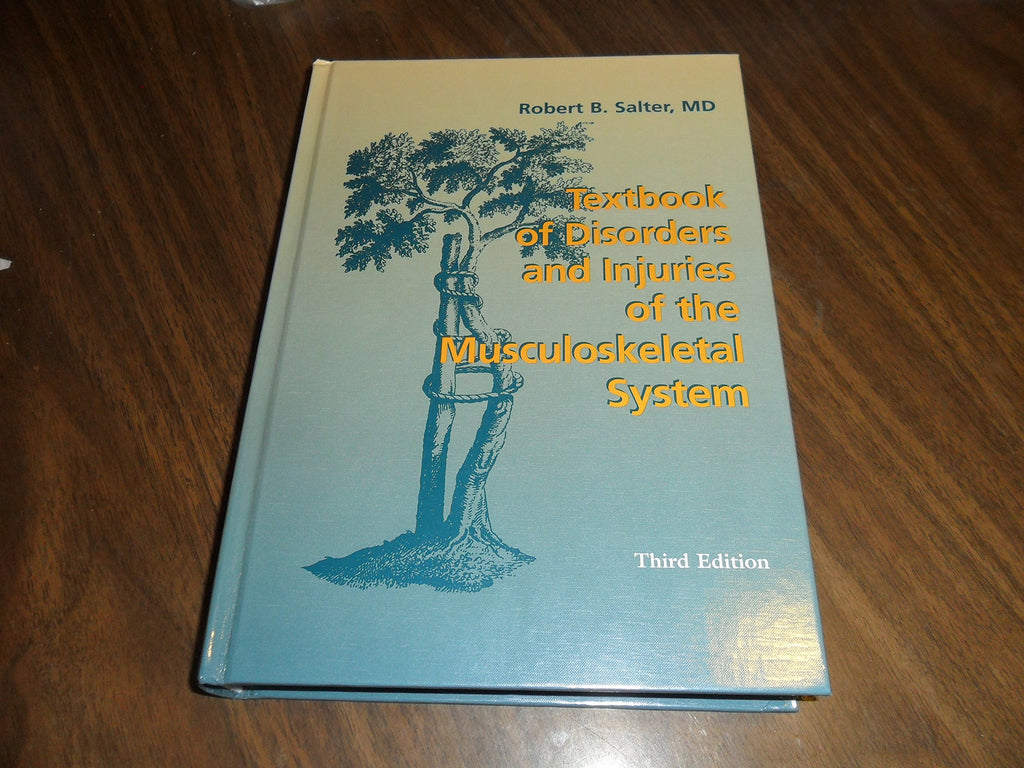 Robert B. Salter, MD
Textbook
of Disorders
and Injuries
of the
Musculoskeletal
System
Third Edition